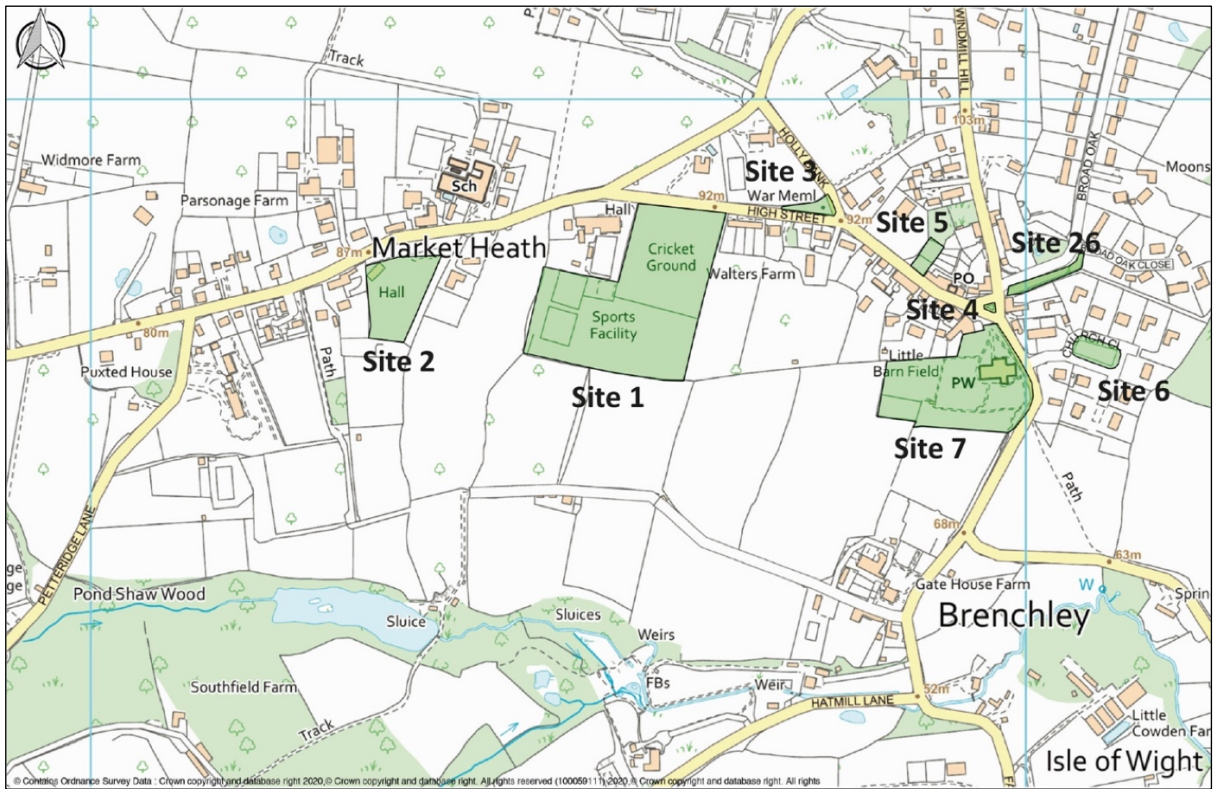 Track
WINDMILL HILL
103m
BROAD OAK
Widmore Farm
Sch
HOLLY BANK
Moons
Parsonage Farm
Site 3
War Meml
Hall
92m
HIGH STREET
92m
Site 5
Site 26
BROAD OAK CLOSE
87m
Market Heath
Cricket
Ground
Walters Farm
PO
Hall
Site 4
80m
Sports
Facility
Puxted House
Path
Site 2
Site 1
Little
Barn Field
PW
CHURCH CL
Site 6
Site 7
Path
PETTERIDGE LANE
68m
63m
ge
ge
Pond Shaw Wood
Sluice
Sluices
Weirs
Gate House Farm
W
Sprin
Brenchley
Southfield Farm
FBs
Weir
HATMILL LANE
52m
Track
Little
Cowden Far
Isle of Wight
© Contains Ordnance Survey Data : Crown copyright and database right 2020,© Crown copyright and database right. All rights reserved (100059111) 2020,© Crown copyright and database right. All rights